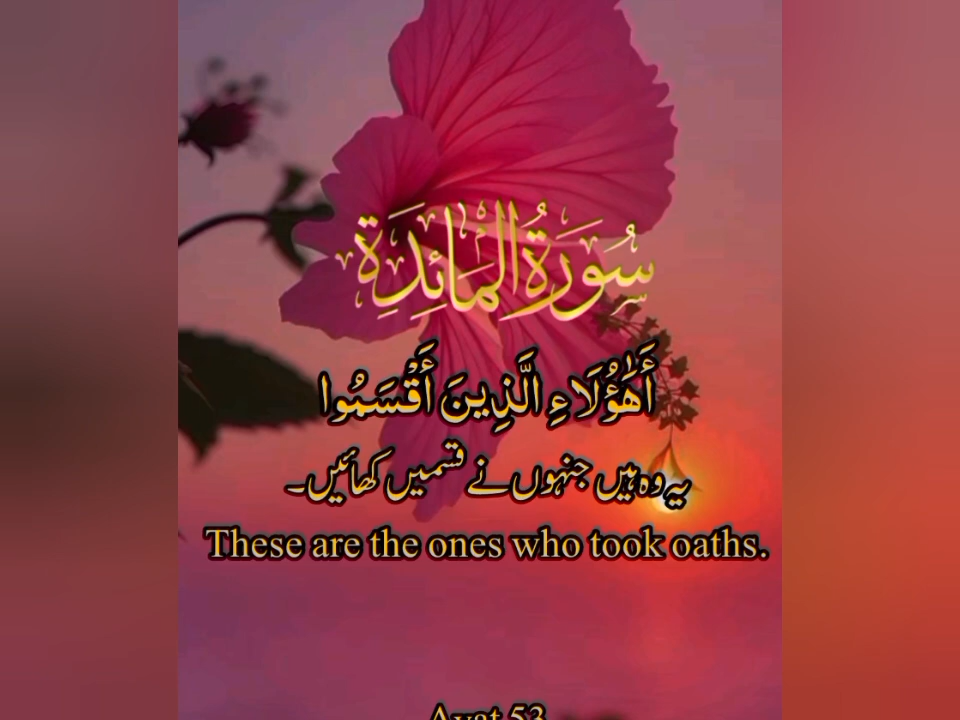 سُورَةُ الْمَائِدَةِ
أَهَٰؤُلَاءِ الَّذِينَ أَقْسَمُوا
یہ وہ ہیں جنہوں نے قسمیں کھائیں۔
These are the ones who took oaths.
Ayat 53